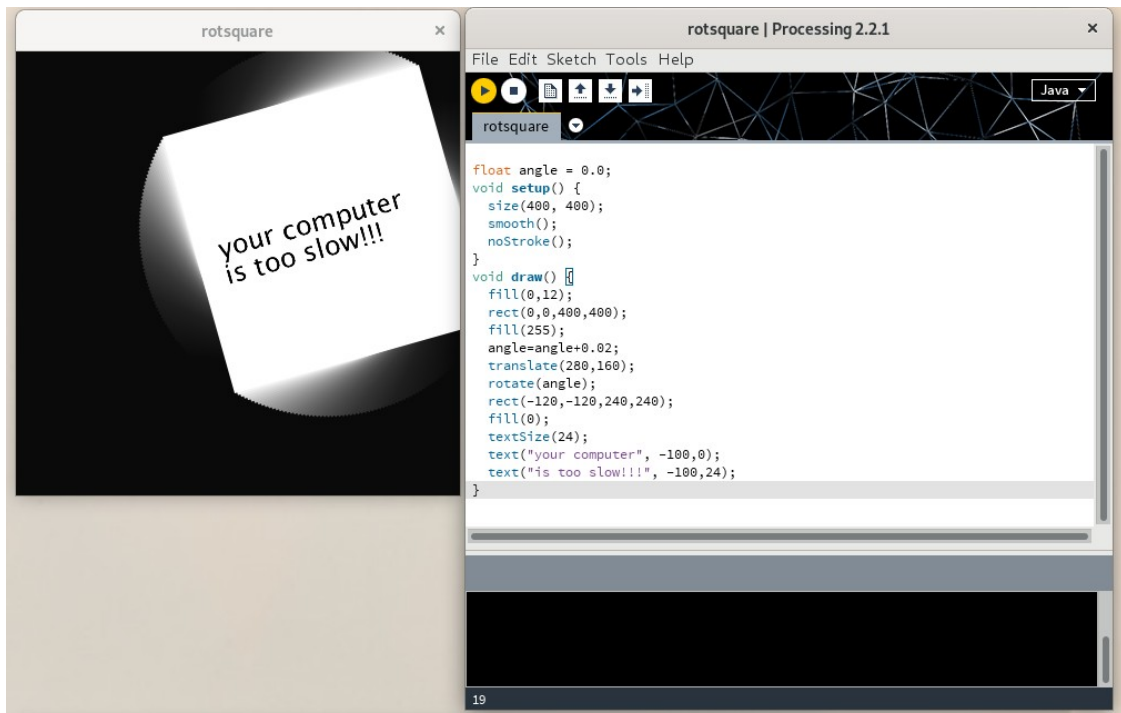 rotsquare ×
your computer
is too slow!!!
rotsquare | Processing 2.2.1 ×
File Edit Sketch Tools Help
Java
rotsquare
float angle = 0.0;
void setup() {
  size(400, 400);
  smooth();
  noStroke();
}
void draw() {
  fill(0,12);
  rect(0,0,400,400);
  fill(255);
  angle=angle+0.02;
  translate(280,160);
  rotate(angle);
  rect(-120,-120,240,240);
  fill(0);
  textSize(24);
  text("your computer", -100,0);
  text("is too slow!!!", -100,24);
}
19